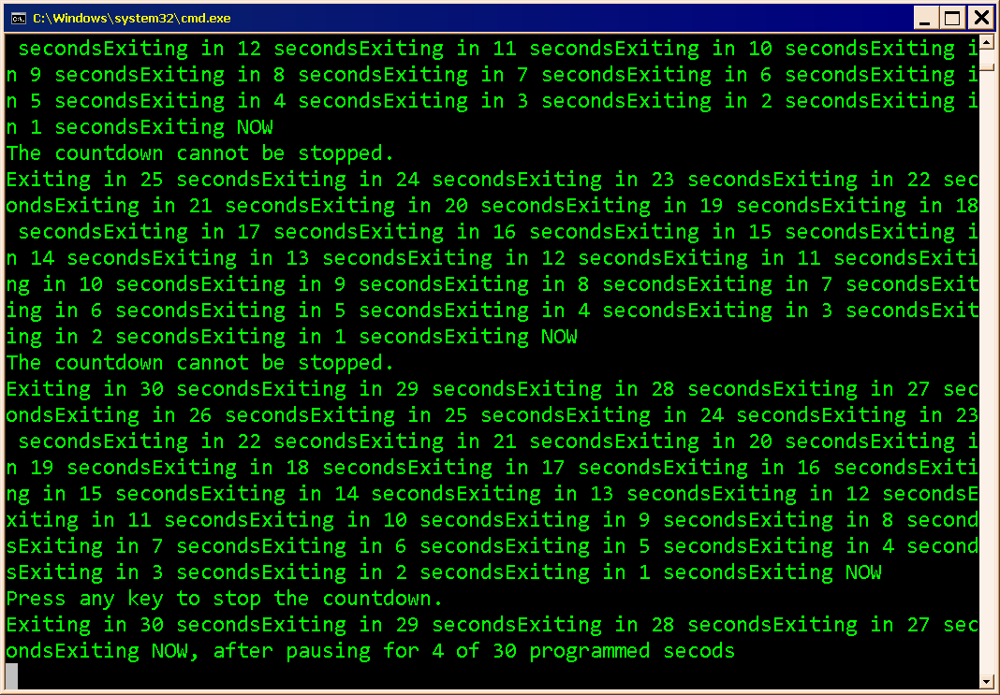 C:\Windows\system32\cmd.exe
 secondsExiting in 12 secondsExiting in 11 secondsExiting in 10 secondsExiting i
n 9 secondsExiting in 8 secondsExiting in 7 secondsExiting in 6 secondsExiting i
n 5 secondsExiting in 4 secondsExiting in 3 secondsExiting in 2 secondsExiting i
n 1 secondsExiting NOW
The countdown cannot be stopped.
Exiting in 25 secondsExiting in 24 secondsExiting in 23 secondsExiting in 22 sec
ondsExiting in 21 secondsExiting in 20 secondsExiting in 19 secondsExiting in 18
 secondsExiting in 17 secondsExiting in 16 secondsExiting in 15 secondsExiting i
n 14 secondsExiting in 13 secondsExiting in 12 secondsExiting in 11 secondsExiti
ng in 10 secondsExiting in 9 secondsExiting in 8 secondsExiting in 7 secondsExit
ing in 6 secondsExiting in 5 secondsExiting in 4 secondsExiting in 3 secondsExit
ing in 2 secondsExiting in 1 secondsExiting NOW
The countdown cannot be stopped.
Exiting in 30 secondsExiting in 29 secondsExiting in 28 secondsExiting in 27 sec
ondsExiting in 26 secondsExiting in 25 secondsExiting in 24 secondsExiting in 23
 secondsExiting in 22 secondsExiting in 21 secondsExiting in 20 secondsExiting i
n 19 secondsExiting in 18 secondsExiting in 17 secondsExiting in 16 secondsExiti
ng in 15 secondsExiting in 14 secondsExiting in 13 secondsExiting in 12 secondsE
xiting in 11 secondsExiting in 10 secondsExiting in 9 secondsExiting in 8 second
sExiting in 7 secondsExiting in 6 secondsExiting in 5 secondsExiting in 4 second
sExiting in 3 secondsExiting in 2 secondsExiting in 1 secondsExiting NOW
Press any key to stop the countdown.
Exiting in 30 secondsExiting in 29 secondsExiting in 28 secondsExiting in 27 sec
ondsExiting NOW, after pausing for 4 of 30 programmed secods